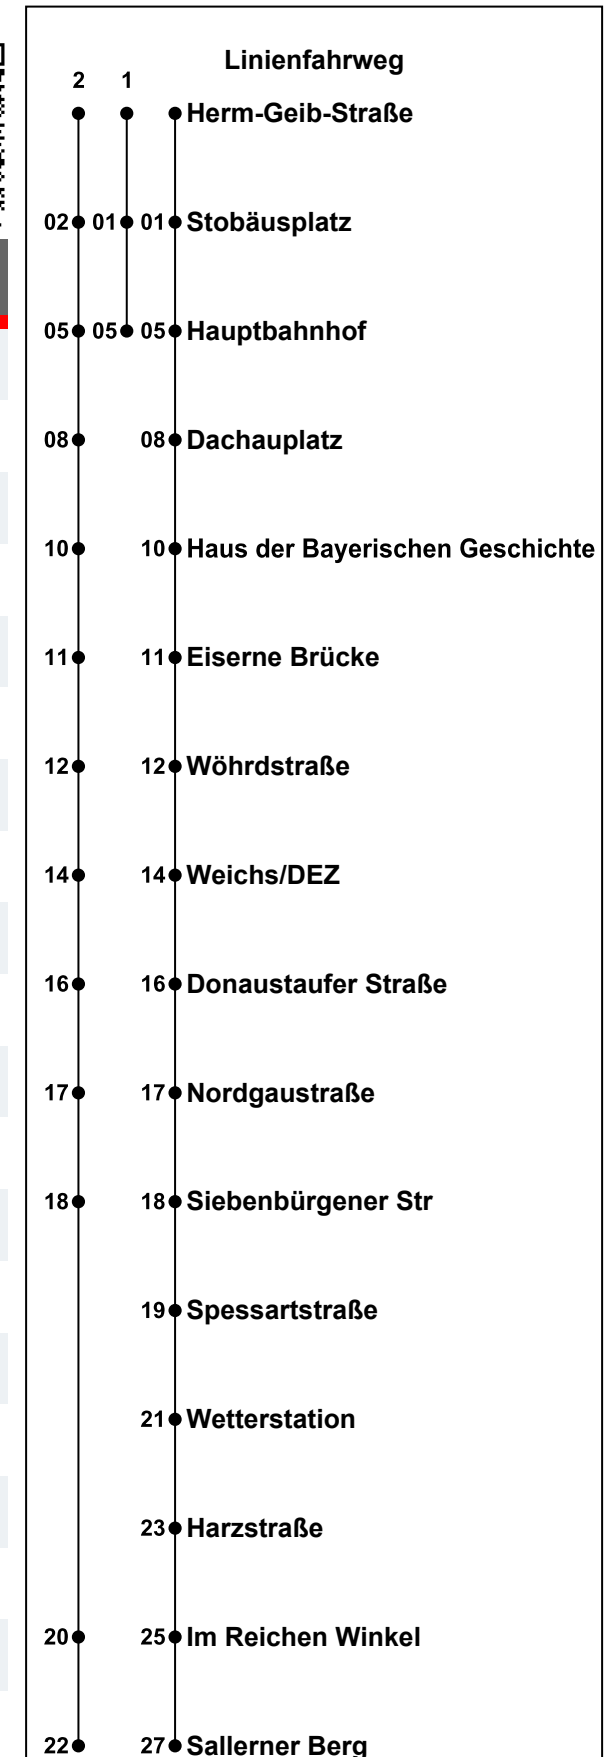 Linienfahrweg
2 1
Herm-Geib-Straße
02 01 01 Stobäusplatz
05 05 05 Hauptbahnhof
08 08 Dachauplatz
10 10 Haus der Bayerischen Geschichte
11 11 Eiserne Brücke
12 12 Wöhrdstraße
14 14 Weichs/DEZ
16 16 Donaustaufer Straße
17 17 Nordgaustraße
18 18 Siebenbürgener Str
19 Spessartstraße
21 Wetterstation
23 Harzstraße
20 25 Im Reichen Winkel
22 27 Sallerner Berg